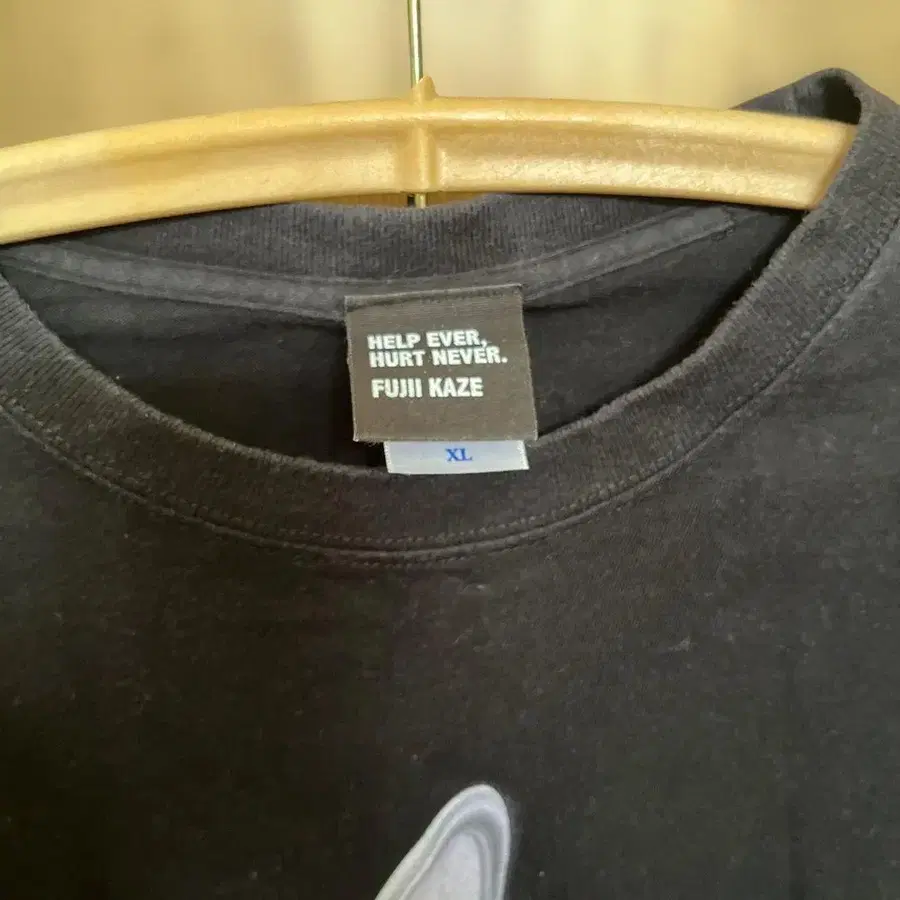 HELP EVER,
HURT NEVER.
FUJII KAZE
XL